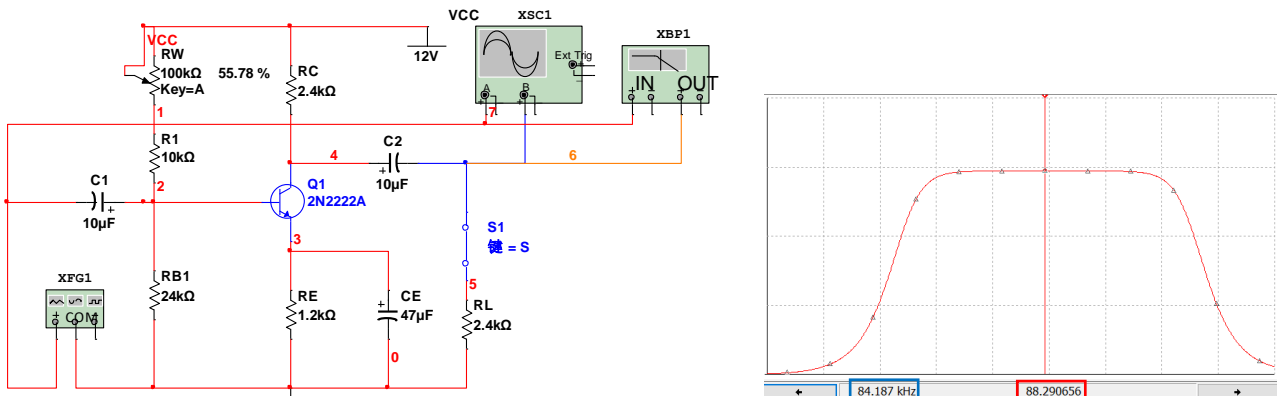 VCC
XSC1
XBP1
VCC
RW
100kΩ
Key=A
55.78 %
RC
2.4kΩ
12V
Ext Trig
A
B
IN OUT
1
7
R1
10kΩ
4
C2
10µF
6
2
C1
10µF
Q1
2N2222A
3
S1
键 = S
XFG1
COM
RB1
24kΩ
RE
1.2kΩ
CE
47µF
5
RL
2.4kΩ
0
84.187 kHz
88.290656